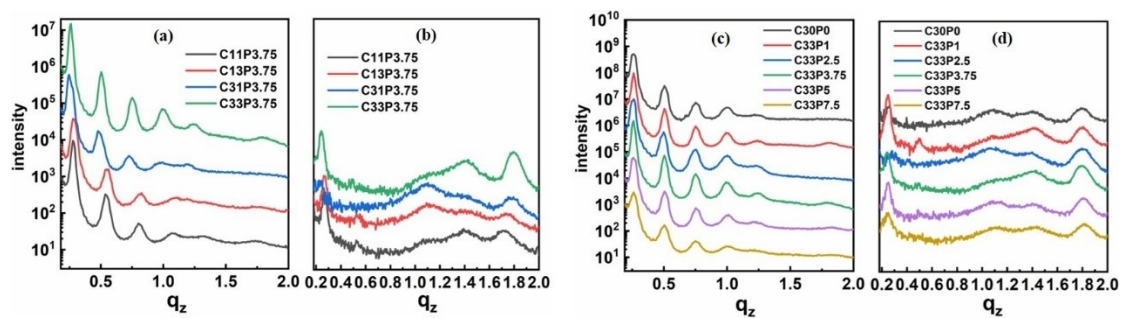 (a)
C11P3.75
C13P3.75
C31P3.75
C33P3.75
intensity
10⁷
10⁶
10⁵
10⁴
10³
10²
10¹
0.5 1.0 1.5 2.0
q_z
(b)
C11P3.75
C13P3.75
C31P3.75
C33P3.75
0.2 0.4 0.6 0.8 1.0 1.2 1.4 1.6 1.8 2.0
q_z
(c)
C30P0
C33P1
C33P2.5
C33P3.75
C33P5
C33P7.5
intensity
10¹⁰
10⁹
10⁸
10⁷
10⁶
10⁵
10⁴
10³
10²
10¹
0.5 1.0 1.5 2.0
q_z
(d)
C30P0
C33P1
C33P2.5
C33P3.75
C33P5
C33P7.5
0.2 0.4 0.6 0.8 1.0 1.2 1.4 1.6 1.8 2.0
q_z